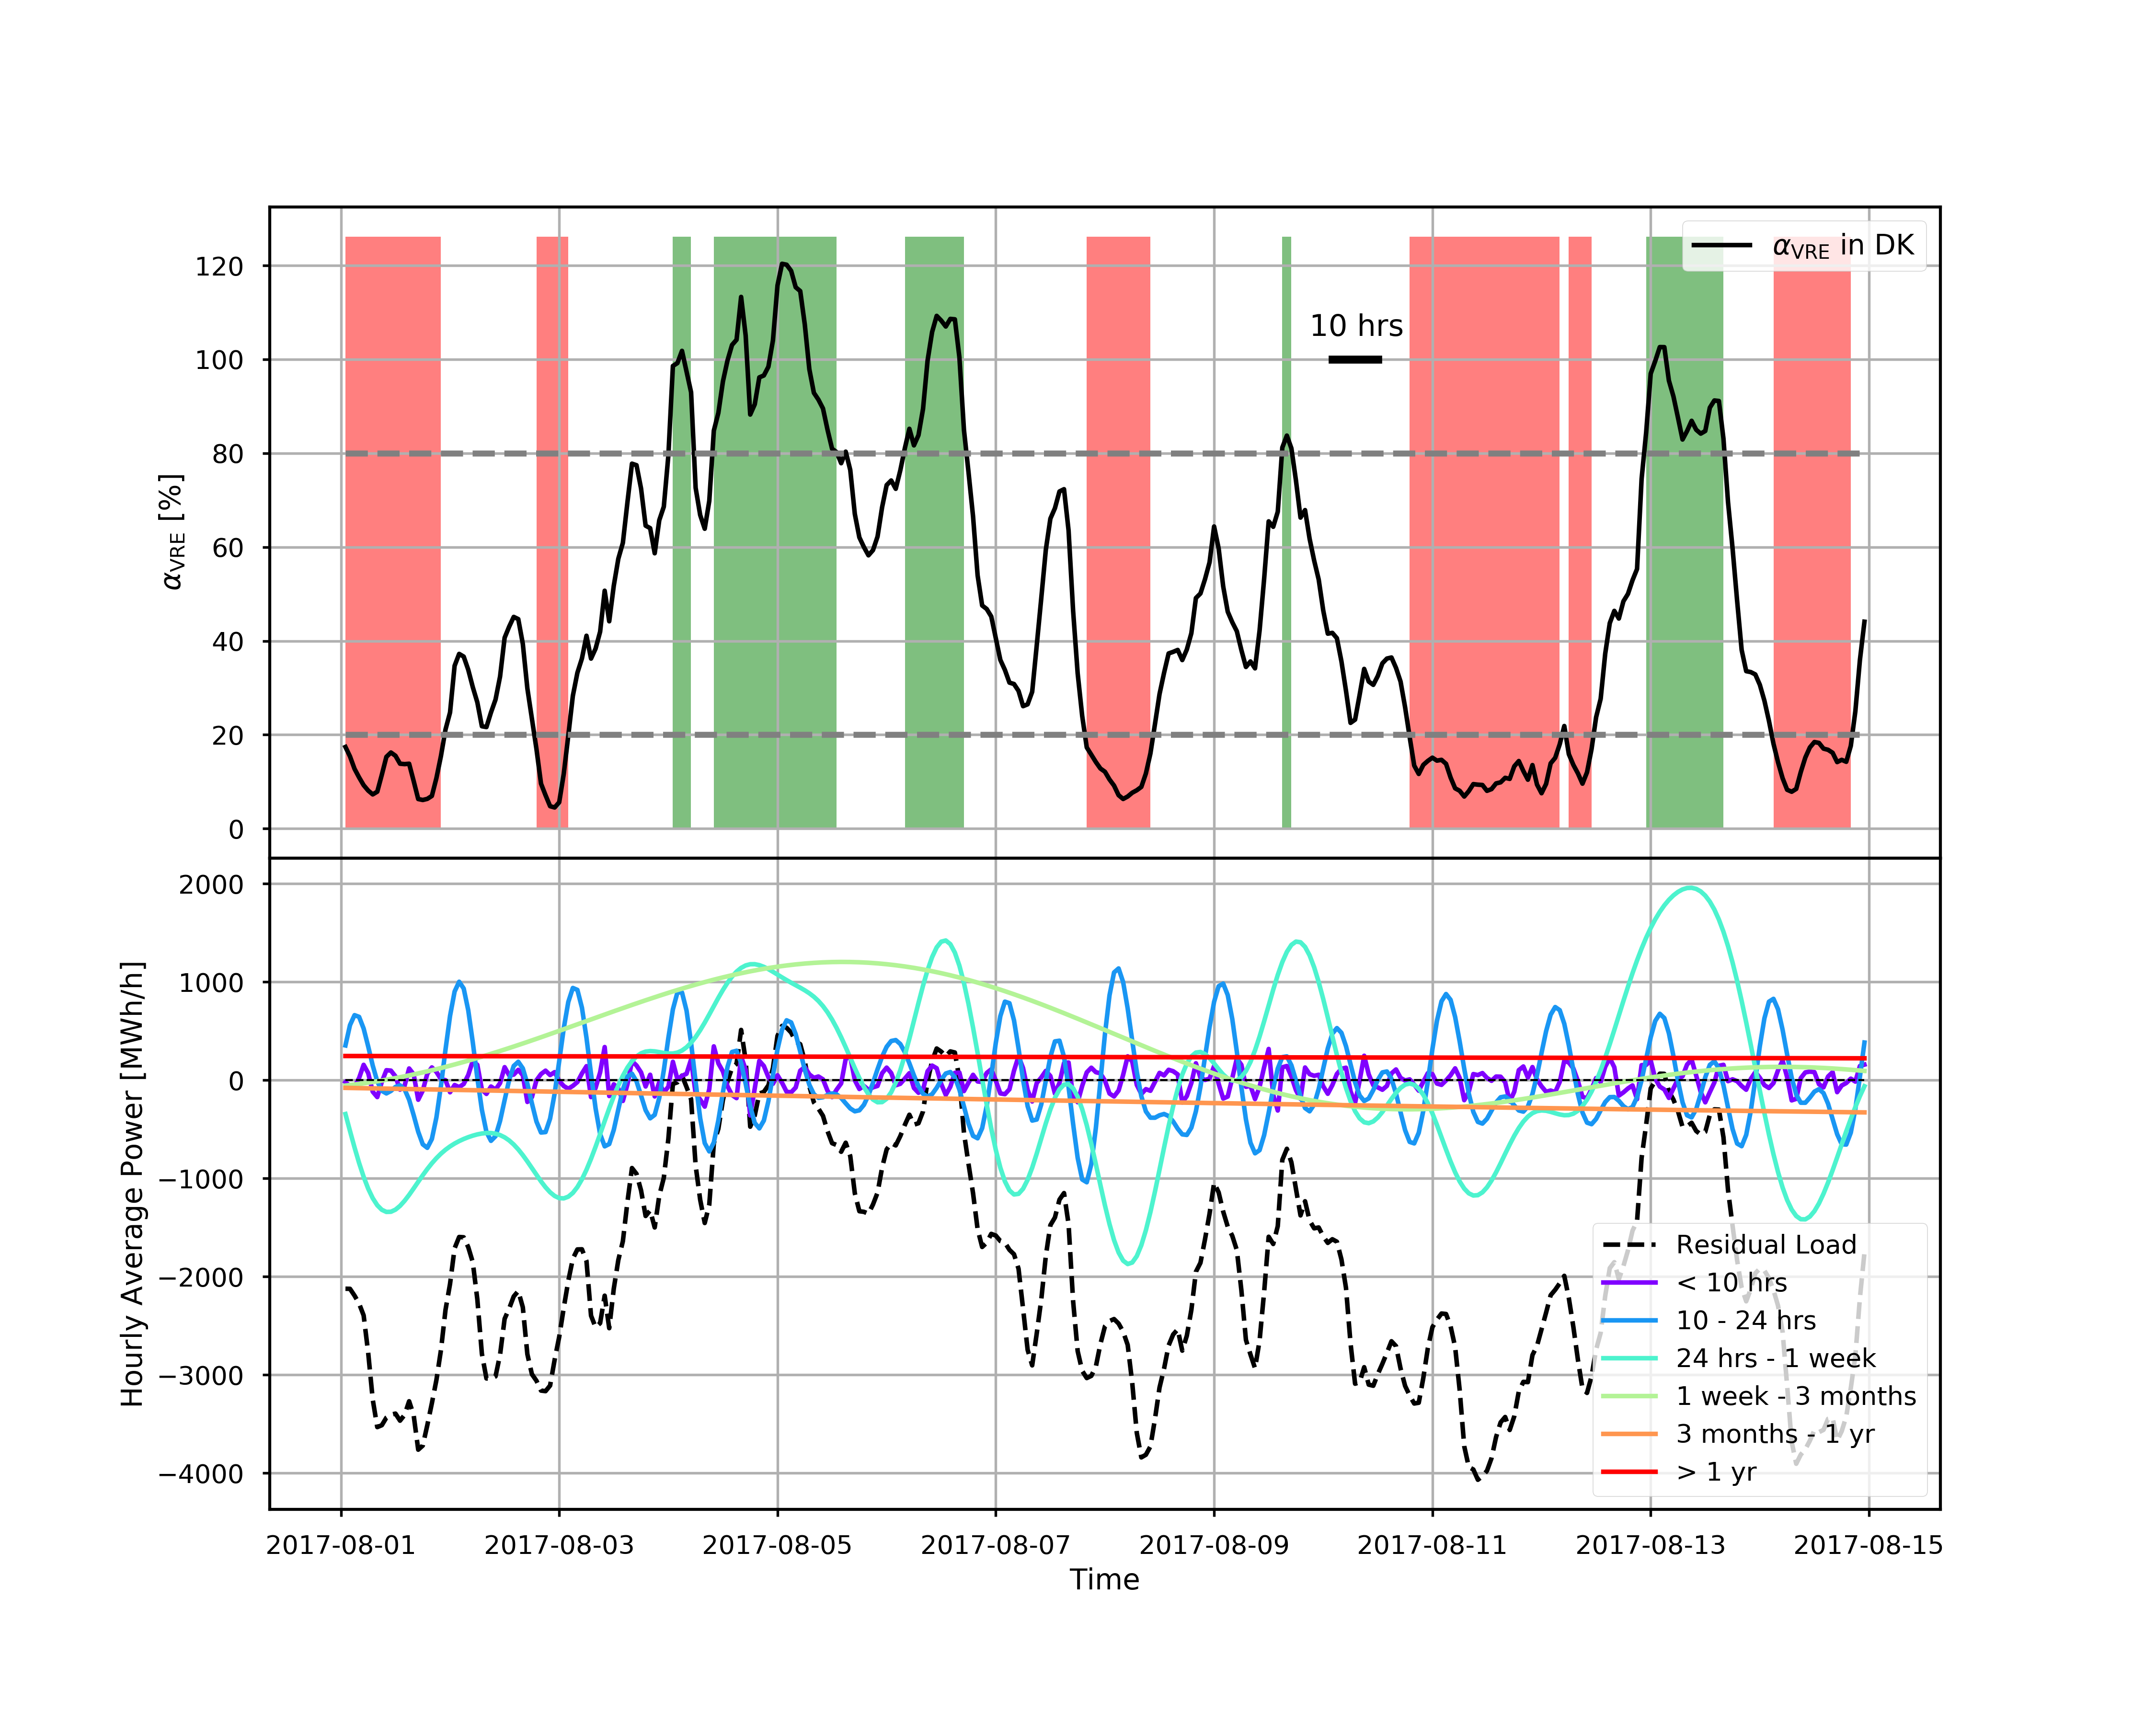 αVRE in DK
10 hrs
120
100
80
60
40
20
0
αVRE [%]
2000
1000
0
−1000
−2000
−3000
−4000
Hourly Average Power [MWh/h]
Residual Load
< 10 hrs
10 - 24 hrs
24 hrs - 1 week
1 week - 3 months
3 months - 1 yr
> 1 yr
2017-08-01 2017-08-03 2017-08-05 2017-08-07 2017-08-09 2017-08-11 2017-08-13 2017-08-15
Time